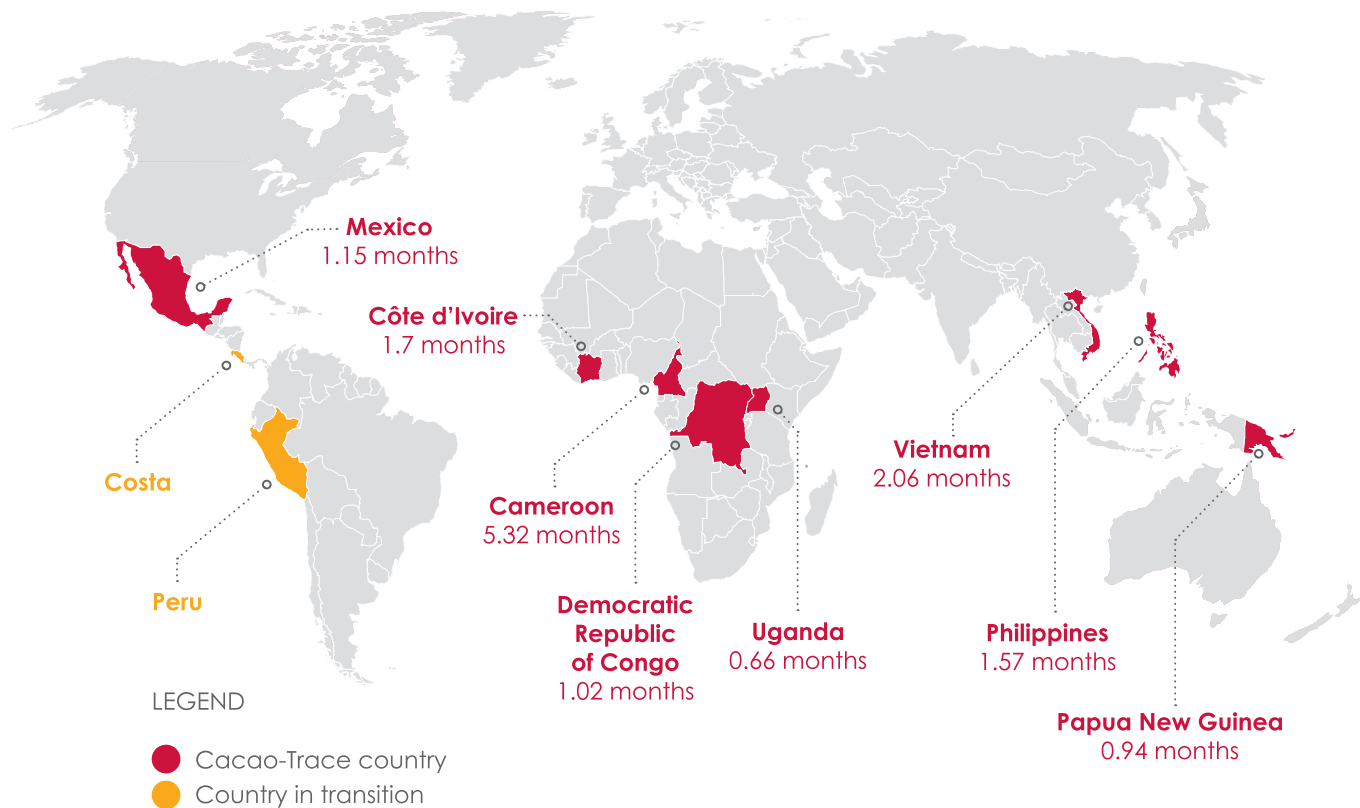 Mexico
1.15 months
Côte d’Ivoire
1.7 months
Costa
Peru
Cameroon
5.32 months
Democratic
Republic
of Congo
1.02 months
Uganda
0.66 months
Vietnam
2.06 months
Philippines
1.57 months
Papua New Guinea
0.94 months
LEGEND
Cacao-Trace country
Country in transition